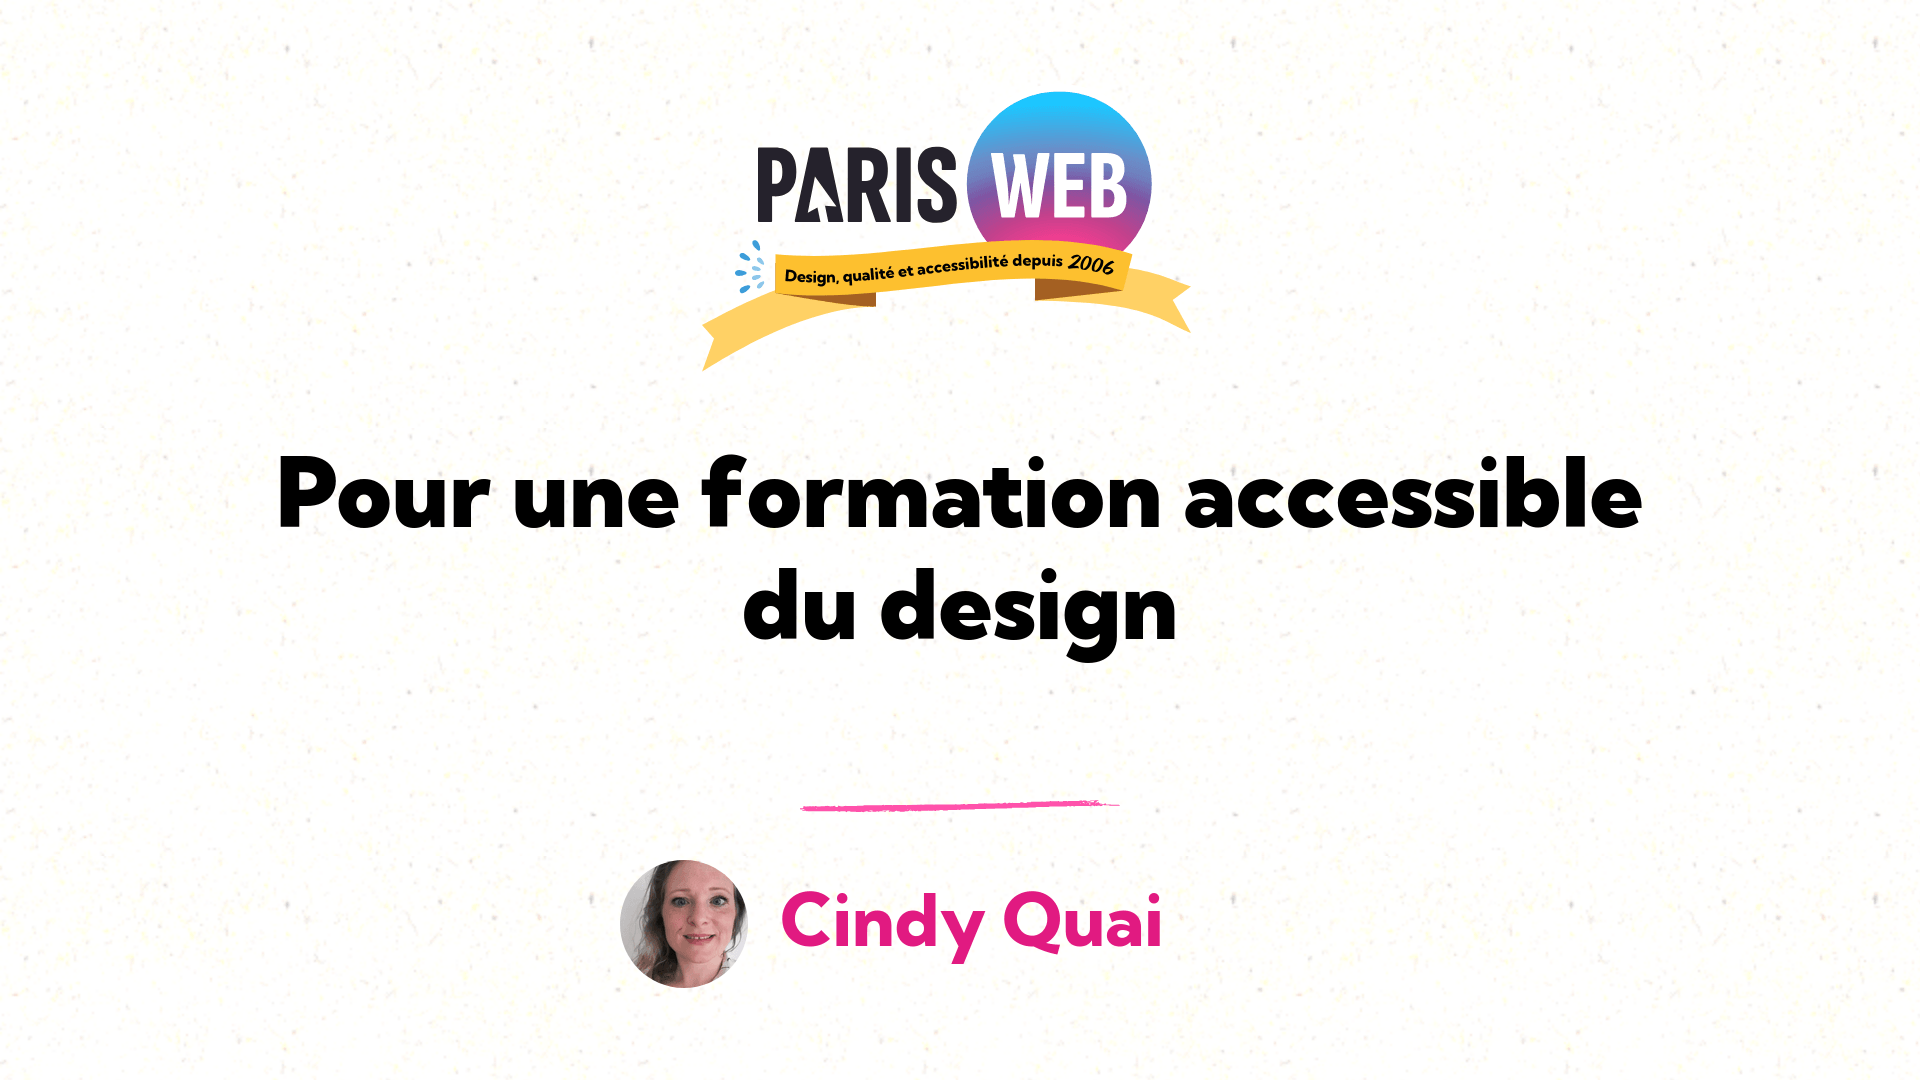 PARIS WEB
Design, qualité et accessibilité depuis 2006
Pour une formation accessible
du design
Cindy Quai